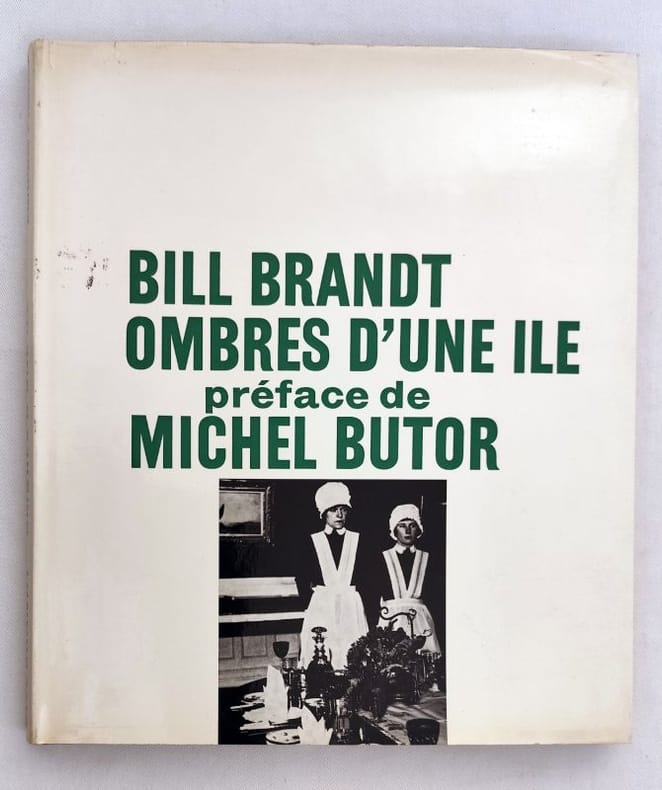 BILL BRANDT
OMBRES D'UNE ILE
préface de
MICHEL BUTOR